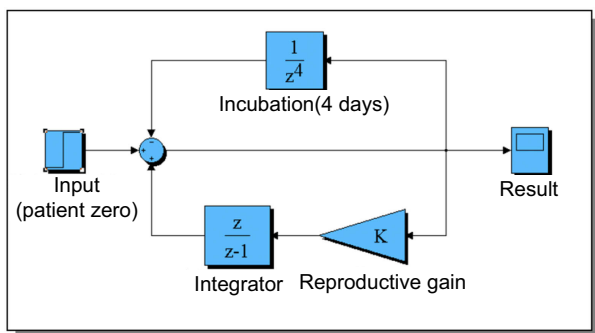 1
z4
Incubation(4 days)
−
+
+
Input
(patient zero)
Result
z
z-1
K
Integrator
Reproductive gain